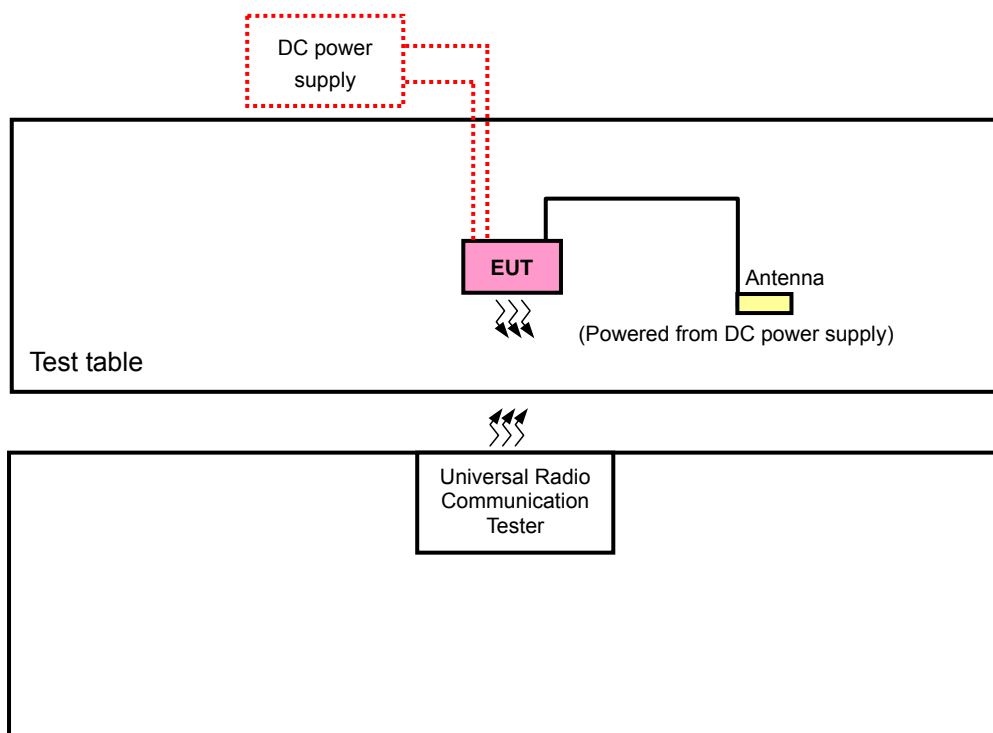 DC power
supply
EUT
Antenna
(Powered from DC power supply)
Test table
Universal Radio
Communication
Tester